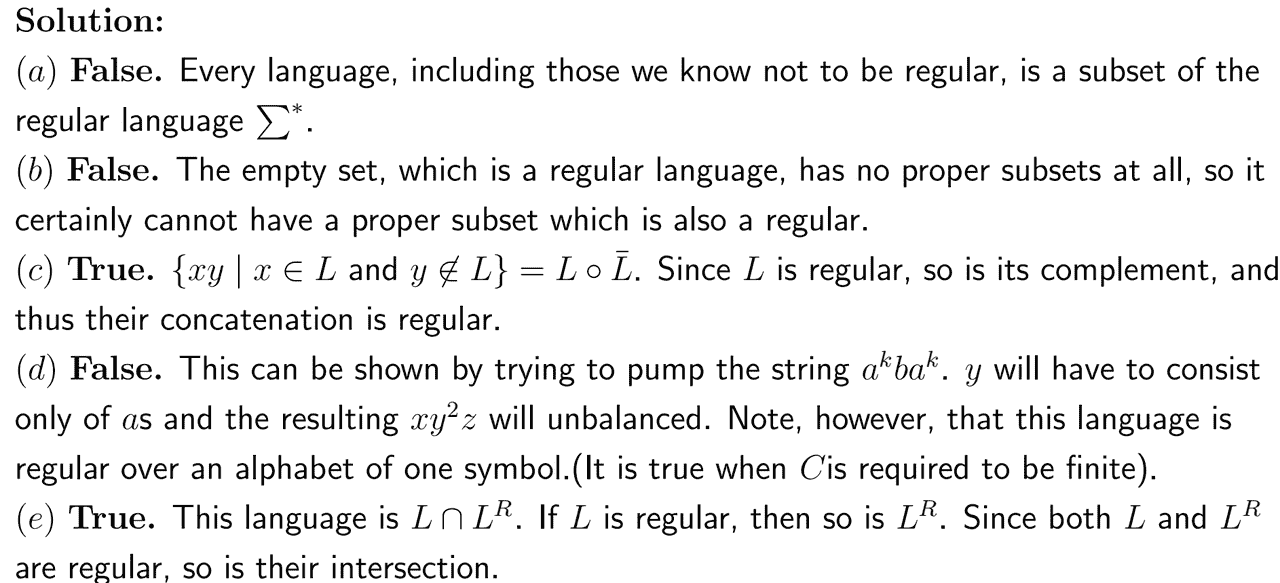 Solution:
(a) False. Every language, including those we know not to be regular, is a subset of the
regular language ∑*.
(b) False. The empty set, which is a regular language, has no proper subsets at all, so it
certainly cannot have a proper subset which is also a regular.
(c) True. {xy | x ∈ L and y ∉ L} = L ∘ L̄. Since L is regular, so is its complement, and
thus their concatenation is regular.
(d) False. This can be shown by trying to pump the string aᵏbaᵏ. y will have to consist
only of as and the resulting xy²z will unbalanced. Note, however, that this language is
regular over an alphabet of one symbol.(It is true when Cis required to be finite).
(e) True. This language is L ∩ Lᴿ. If L is regular, then so is Lᴿ. Since both L and Lᴿ
are regular, so is their intersection.